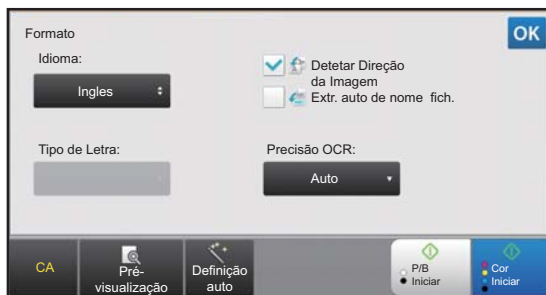 Formato
OK
Idioma:
Ingles
Detetar Direção
da Imagem
Extr. auto de nome fich.
Tipo de Letra:
Precisão OCR:
Auto
CA
Pré-
visualização
Definição
auto
P/B
Iniciar
Cor
Iniciar